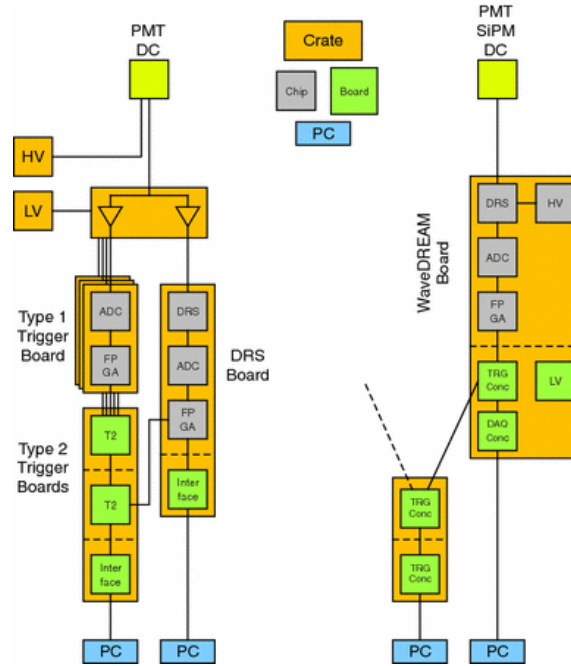 PMT
DC
HV
LV
Type 1
Trigger
Board
ADC
FP
GA
Type 2
Trigger
Boards
T2
T2
Inter
face
PC
DRS
ADC
FP
GA
Inter
face
DRS
Board
PC
Crate
Chip
Board
PC
PMT
SiPM
DC
WaveDREAM
Board
DRS
HV
ADC
FP
GA
TRG
Conc
LV
DAQ
Conc
TRG
Conc
TRG
Conc
PC
PC